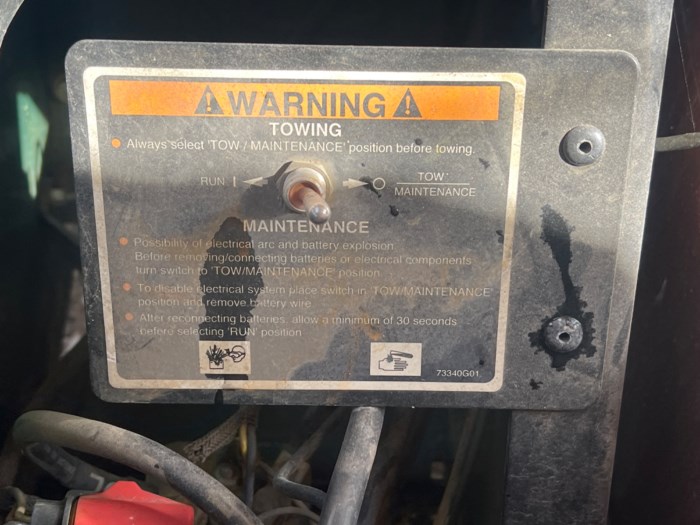 WARNING
TOWING
Always select 'TOW / MAINTENANCE' position before towing.
RUN I
O TOW
MAINTENANCE
MAINTENANCE
Possibility of electrical arc and battery explosion.
Before removing/connecting batteries or electrical components
turn switch to 'TOW/MAINTENANCE' position.
To disable electrical system place switch in 'TOW/MAINTENANCE'
position and remove battery wire.
After reconnecting batteries, allow a minimum of 30 seconds
before selecting 'RUN' position
73340G01.